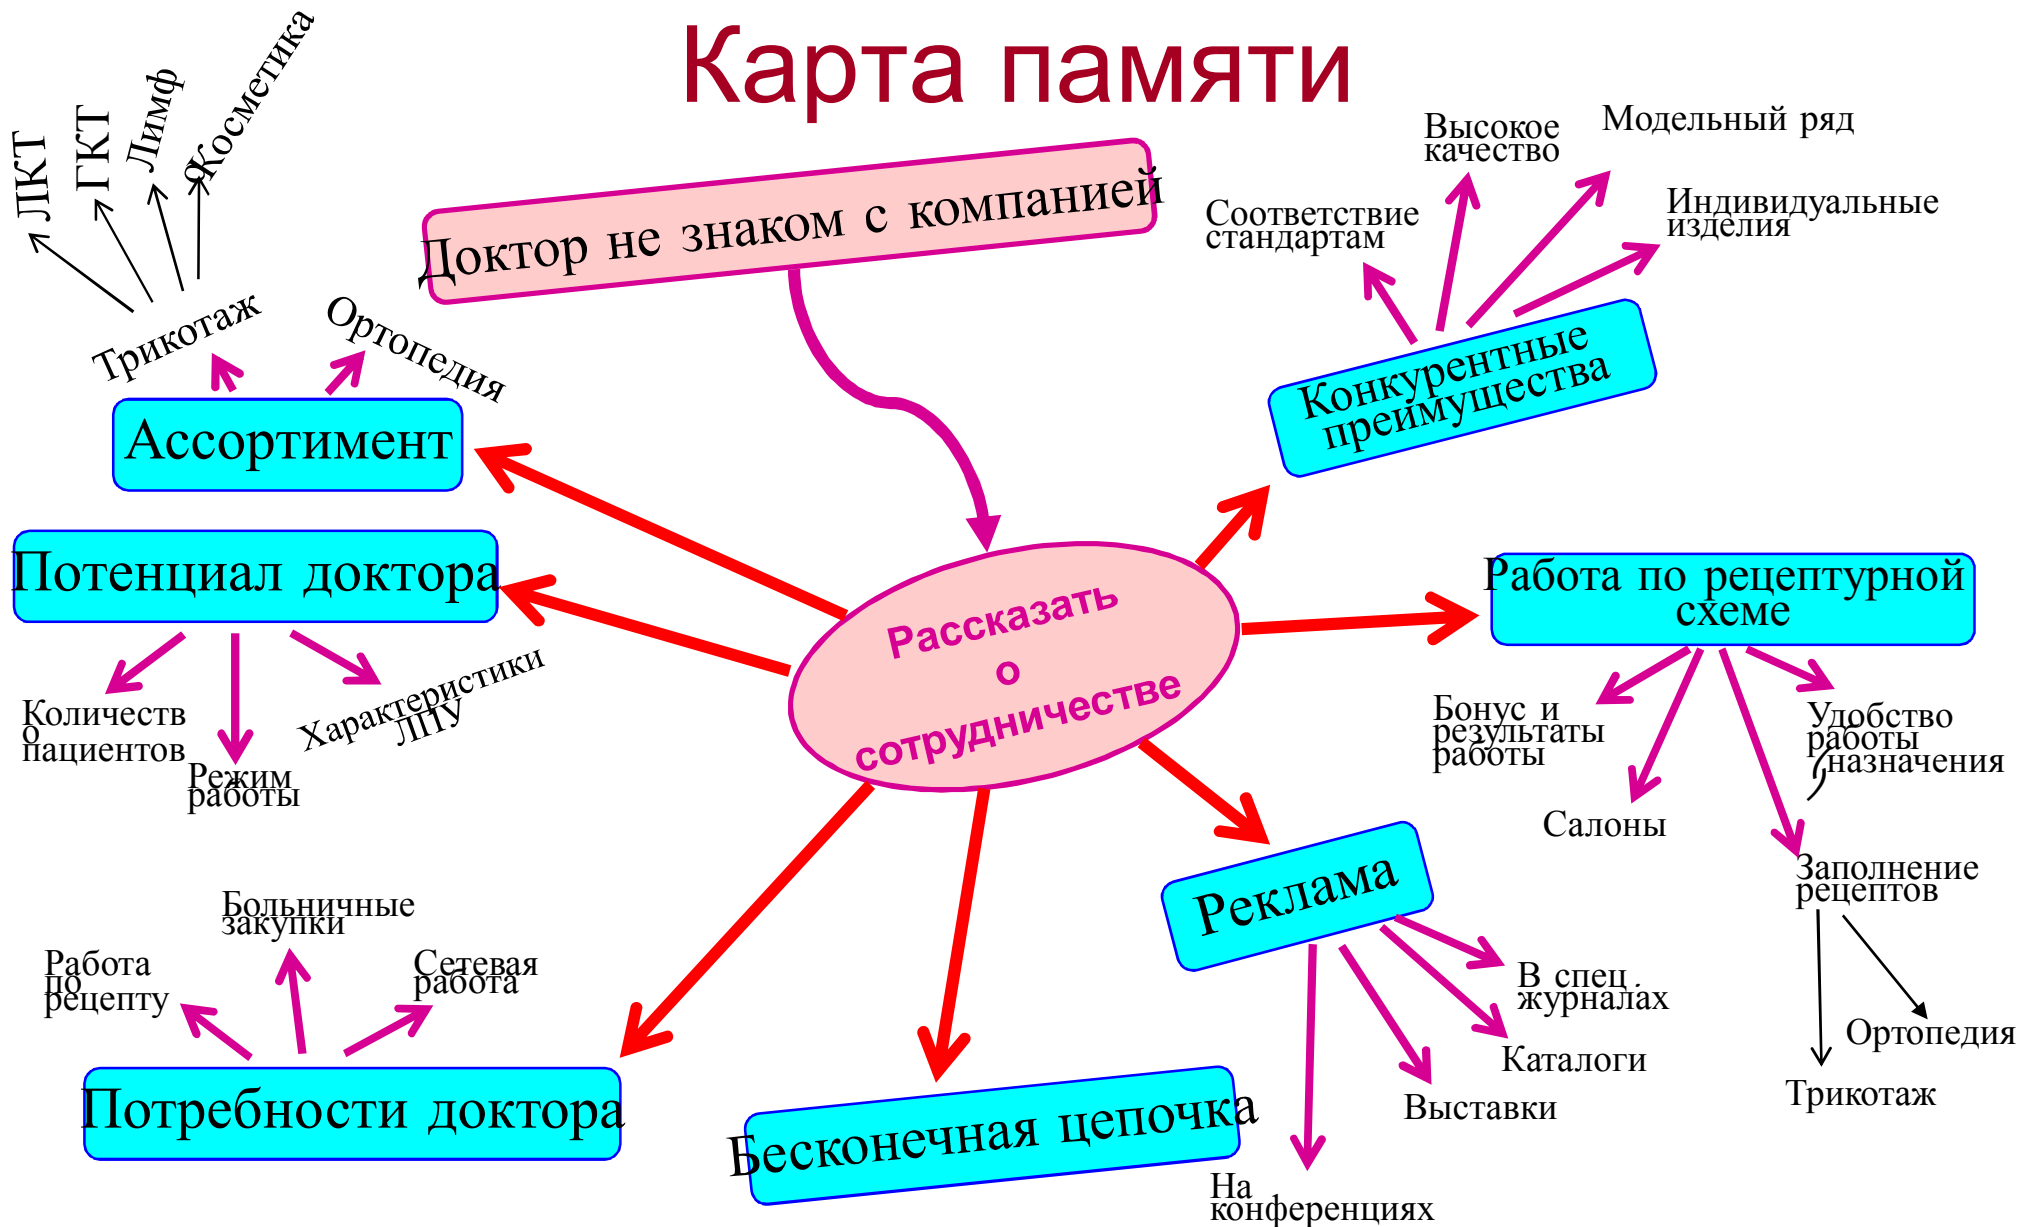 Карта памяти
Доктор не знаком с компанией
ЛКТ
ГКТ
Лимф
о
Косметика
Трикотаж
Ортопедия
Ассортимент
Потенциал доктора
Количеств
о
пациентов
Режим
работы
Характеристики
ЛПУ
Рассказать
о
сотрудничестве
Высокое
качество
Модельный ряд
Соответствие
стандартам
Индивидуальные
изделия
Конкурентные
преимущества
Работа по рецептурной
схеме
Бонус и
результаты
работы
Салоны
Удобство
работы
(назначения
)
Заполнение
рецептов
Ортопедия
Трикотаж
Реклама
В спец.
журналах
Каталоги
Выставки
На
конференциях
Бесконечная цепочка
Больничные
закупки
Работа
по
рецепту
Сетевая
работа
Потребности доктора